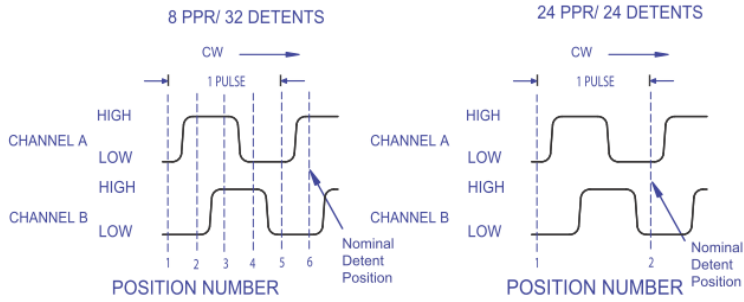 8 PPR/ 32 DETENTS
CW
1 PULSE
HIGH
CHANNEL A
LOW
HIGH
CHANNEL B
LOW
1 2 3 4 5 6
Nominal
Detent
Position
POSITION NUMBER
24 PPR/ 24 DETENTS
CW
1 PULSE
HIGH
CHANNEL A
LOW
HIGH
CHANNEL B
LOW
1 2
Nominal
Detent
Position
POSITION NUMBER